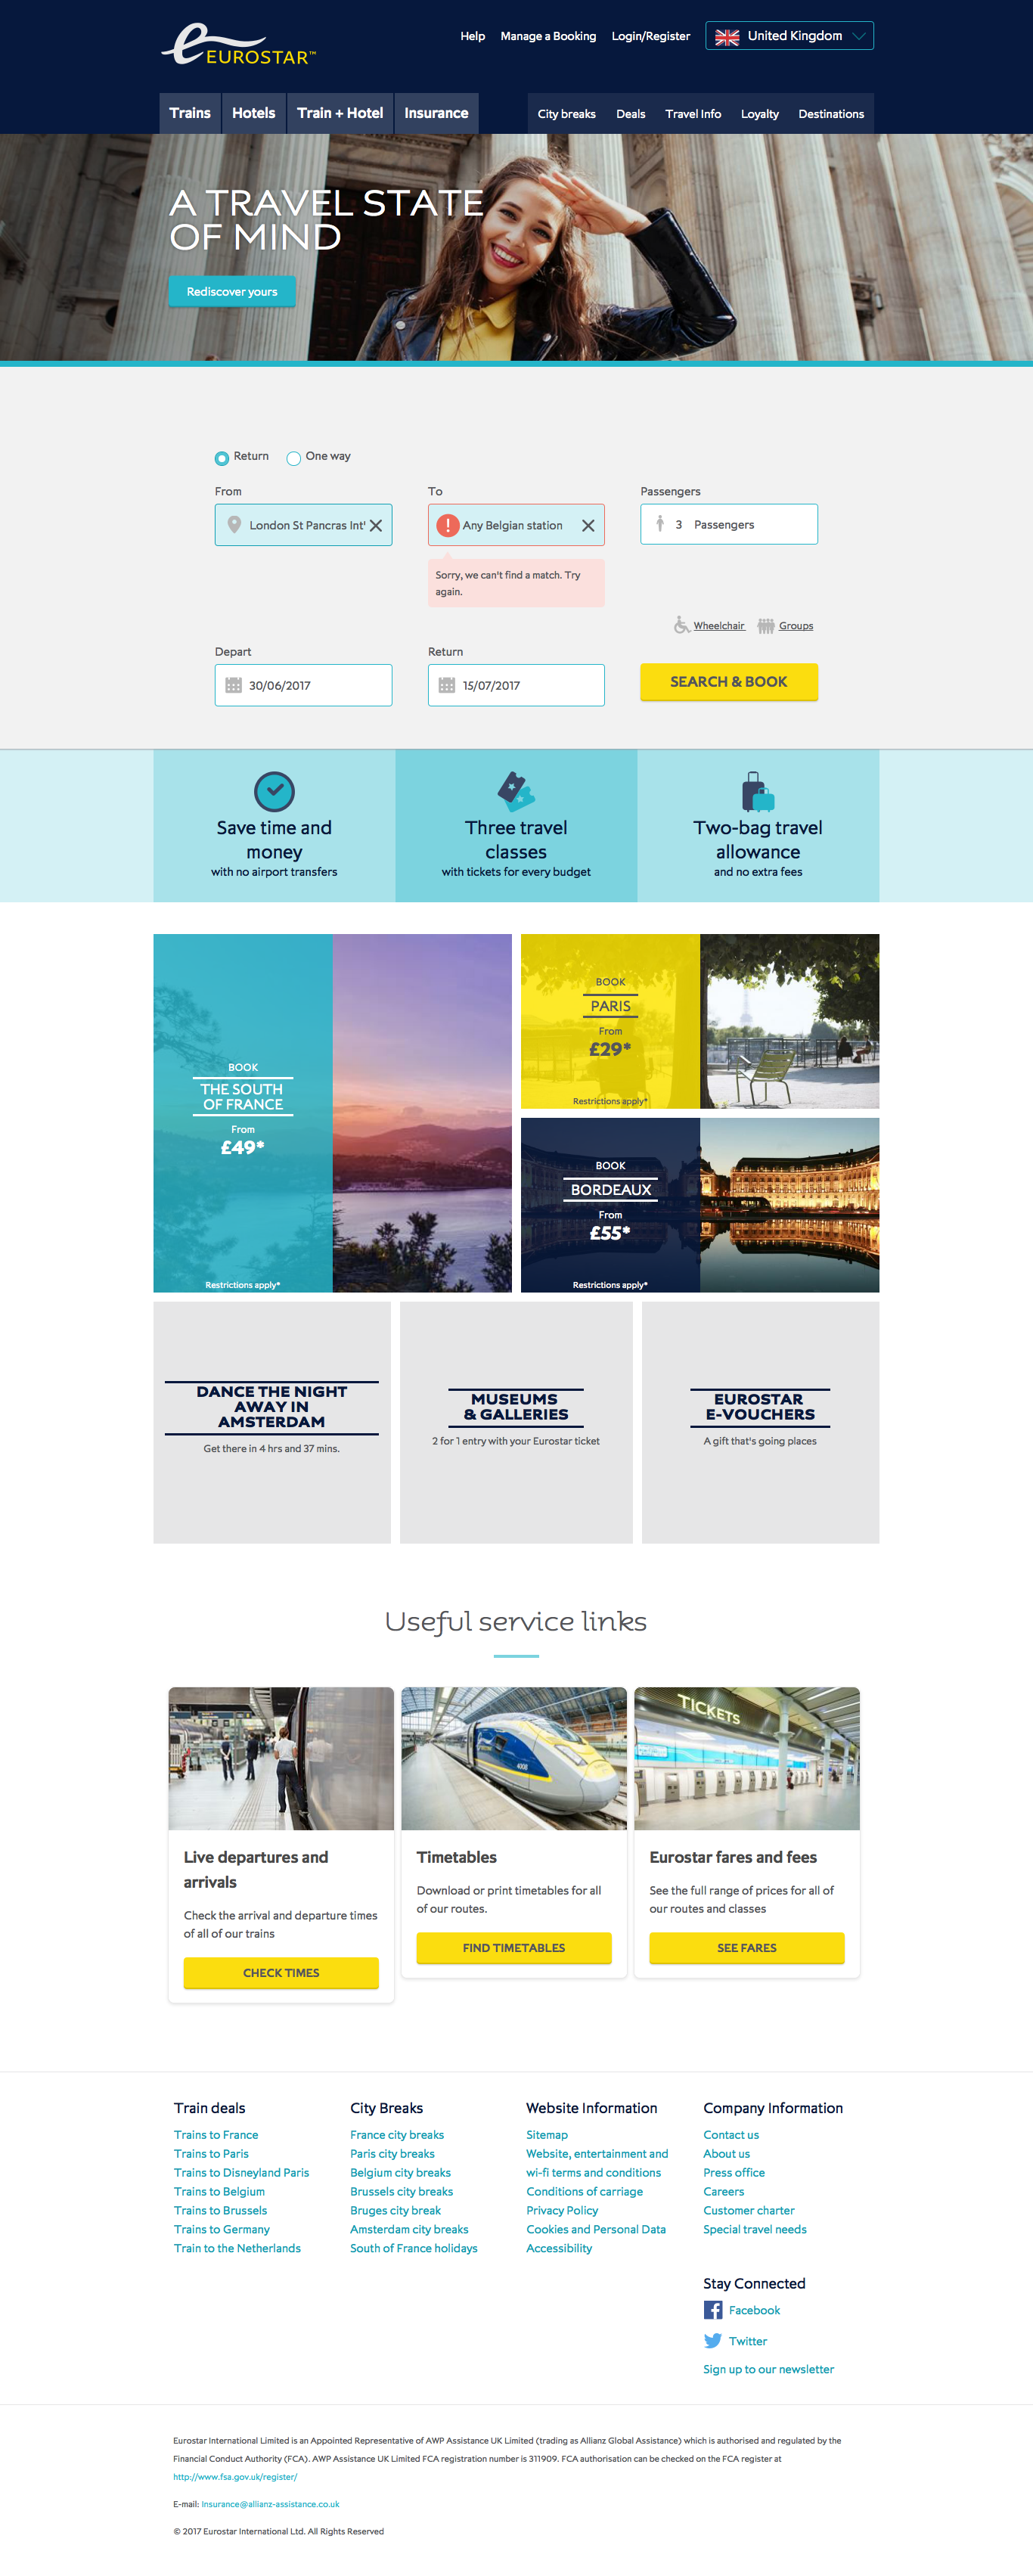 EUROSTAR™
Help Manage a Booking Login/Register United Kingdom
Trains Hotels Train + Hotel Insurance
City breaks Deals Travel Info Loyalty Destinations
A TRAVEL STATE
OF MIND
Rediscover yours
Return One way
From To Passengers
London St Pancras Int' Any Belgian station 3 Passengers
Sorry, we can't find a match. Try
again.
Wheelchair Groups
Depart Return
30/06/2017 15/07/2017 SEARCH & BOOK
Save time and
money
with no airport transfers
Three travel
classes
with tickets for every budget
Two-bag travel
allowance
and no extra fees
BOOK
THE SOUTH
OF FRANCE
From
£49*
Restrictions apply*
BOOK
PARIS
From
£29*
Restrictions apply*
BOOK
BORDEAUX
From
£55*
Restrictions apply*
DANCE THE NIGHT
AWAY IN
AMSTERDAM
Get there in 4 hrs and 37 mins.
MUSEUMS
& GALLERIES
2 for 1 entry with your Eurostar ticket
EUROSTAR
E-VOUCHERS
A gift that's going places
Useful service links
Live departures and
arrivals
Check the arrival and departure times
of all of our trains
CHECK TIMES
4008
Timetables
Download or print timetables for all
of our routes.
FIND TIMETABLES
TICKETS
Eurostar fares and fees
See the full range of prices for all of
our routes and classes
SEE FARES
Train deals
Trains to France
Trains to Paris
Trains to Disneyland Paris
Trains to Belgium
Trains to Brussels
Trains to Germany
Train to the Netherlands
City Breaks
France city breaks
Paris city breaks
Belgium city breaks
Brussels city breaks
Bruges city break
Amsterdam city breaks
South of France holidays
Website Information
Sitemap
Website, entertainment and
wi-fi terms and conditions
Conditions of carriage
Privacy Policy
Cookies and Personal Data
Accessibility
Company Information
Contact us
About us
Press office
Careers
Customer charter
Special travel needs
Stay Connected
Facebook
Twitter
Sign up to our newsletter
Eurostar International Limited is an Appointed Representative of AWP Assistance UK Limited (trading as Allianz Global Assistance) which is authorised and regulated by the
Financial Conduct Authority (FCA). AWP Assistance UK Limited FCA registration number is 311909. FCA authorisation can be checked on the FCA register at
http://www.fsa.gov.uk/register/
E-mail: Insurance@allianz-assistance.co.uk
© 2017 Eurostar International Ltd. All Rights Reserved